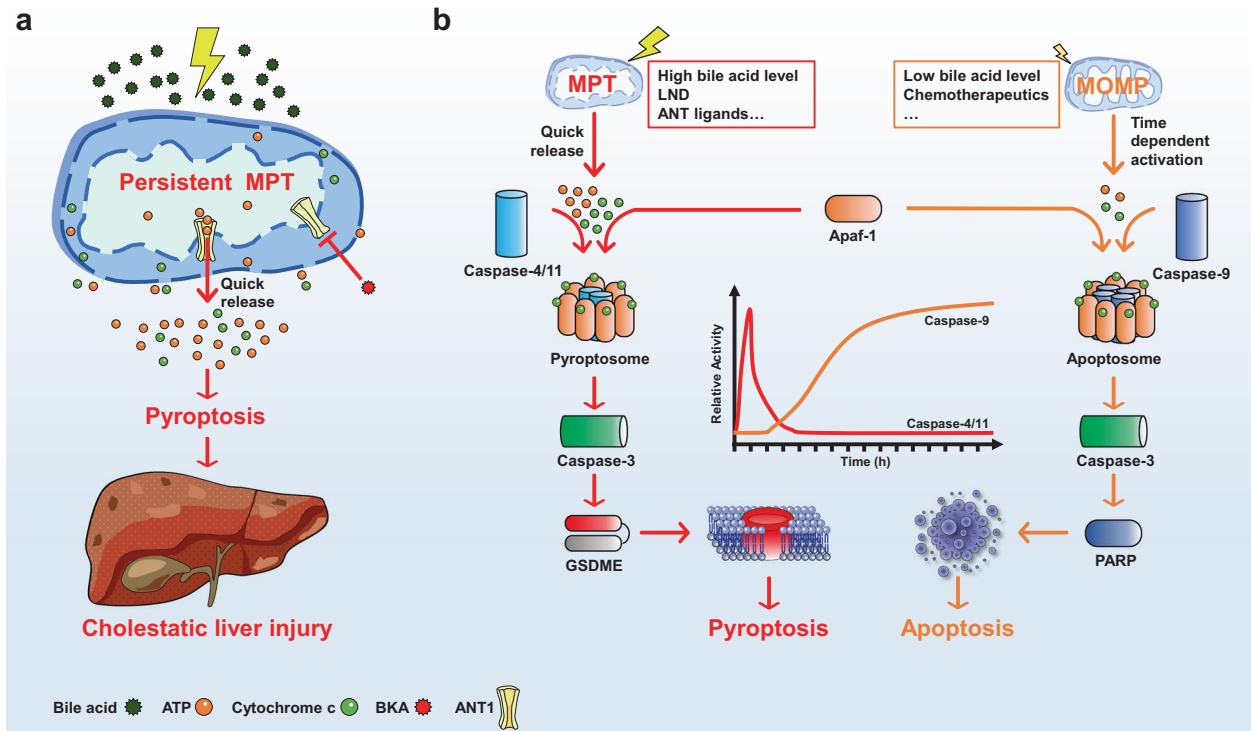 a
Persistent MPT
Quick
release
Pyroptosis
Cholestatic liver injury
Bile acid
ATP
Cytochrome c
BKA
ANT1
b
MPT
High bile acid level
LND
ANT ligands…
Low bile acid level
Chemotherapeutics
…
MOMP
Quick
release
Time
dependent
activation
Caspase-4/11
Apaf-1
Caspase-9
Pyroptosome
Relative Activity
Caspase-9
Caspase-4/11
Time (h)
Apoptosome
Caspase-3
Caspase-3
GSDME
PARP
Pyroptosis
Apoptosis